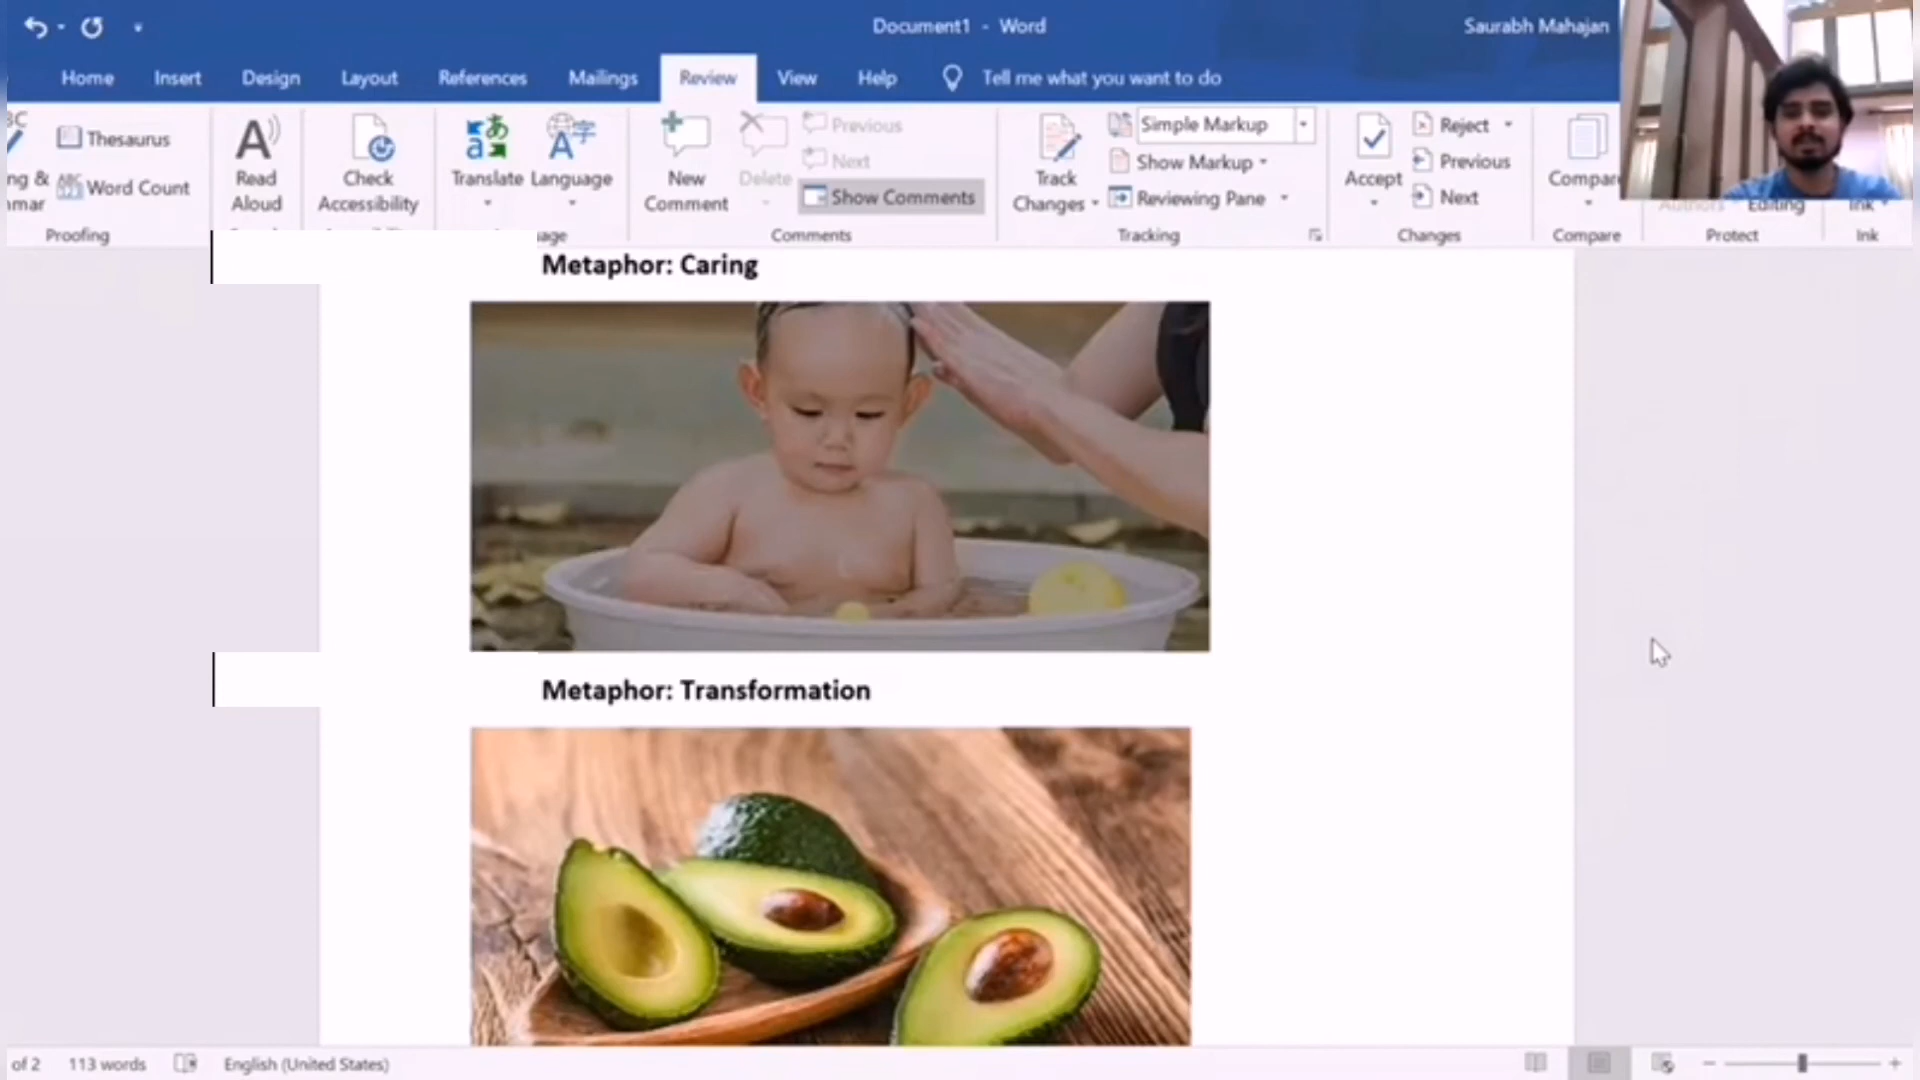 Document1 - Word
Saurabh Mahajan
Home Insert Design Layout References Mailings Review View Help Tell me what you want to do
Thesaurus
Word Count
Proofing
Read
Aloud
Check
Accessibility
Translate
Language
New
Comment
Delete
Previous
Next
Show Comments
Comments
Track
Changes
Simple Markup
Show Markup
Reviewing Pane
Tracking
Accept
Reject
Previous
Next
Changes
Compare
Editing
Protect
Ink
Ink
Metaphor: Caring
Metaphor: Transformation
of 2 113 words English (United States)